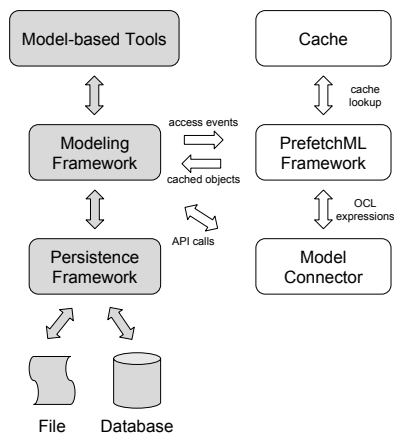 Model-based Tools
Cache
cache
lookup
access events
Modeling
Framework
PrefetchML
Framework
cached objects
OCL
expressions
API calls
Persistence
Framework
Model
Connector
File
Database